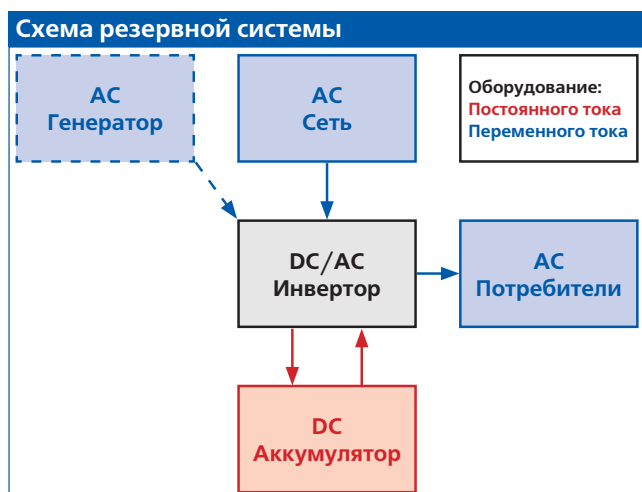 Схема резервной системы
AC
Генератор
AC
Сеть
Оборудование:
Постоянного тока
Переменного тока
DC/AC
Инвертор
AC
Потребители
DC
Аккумулятор